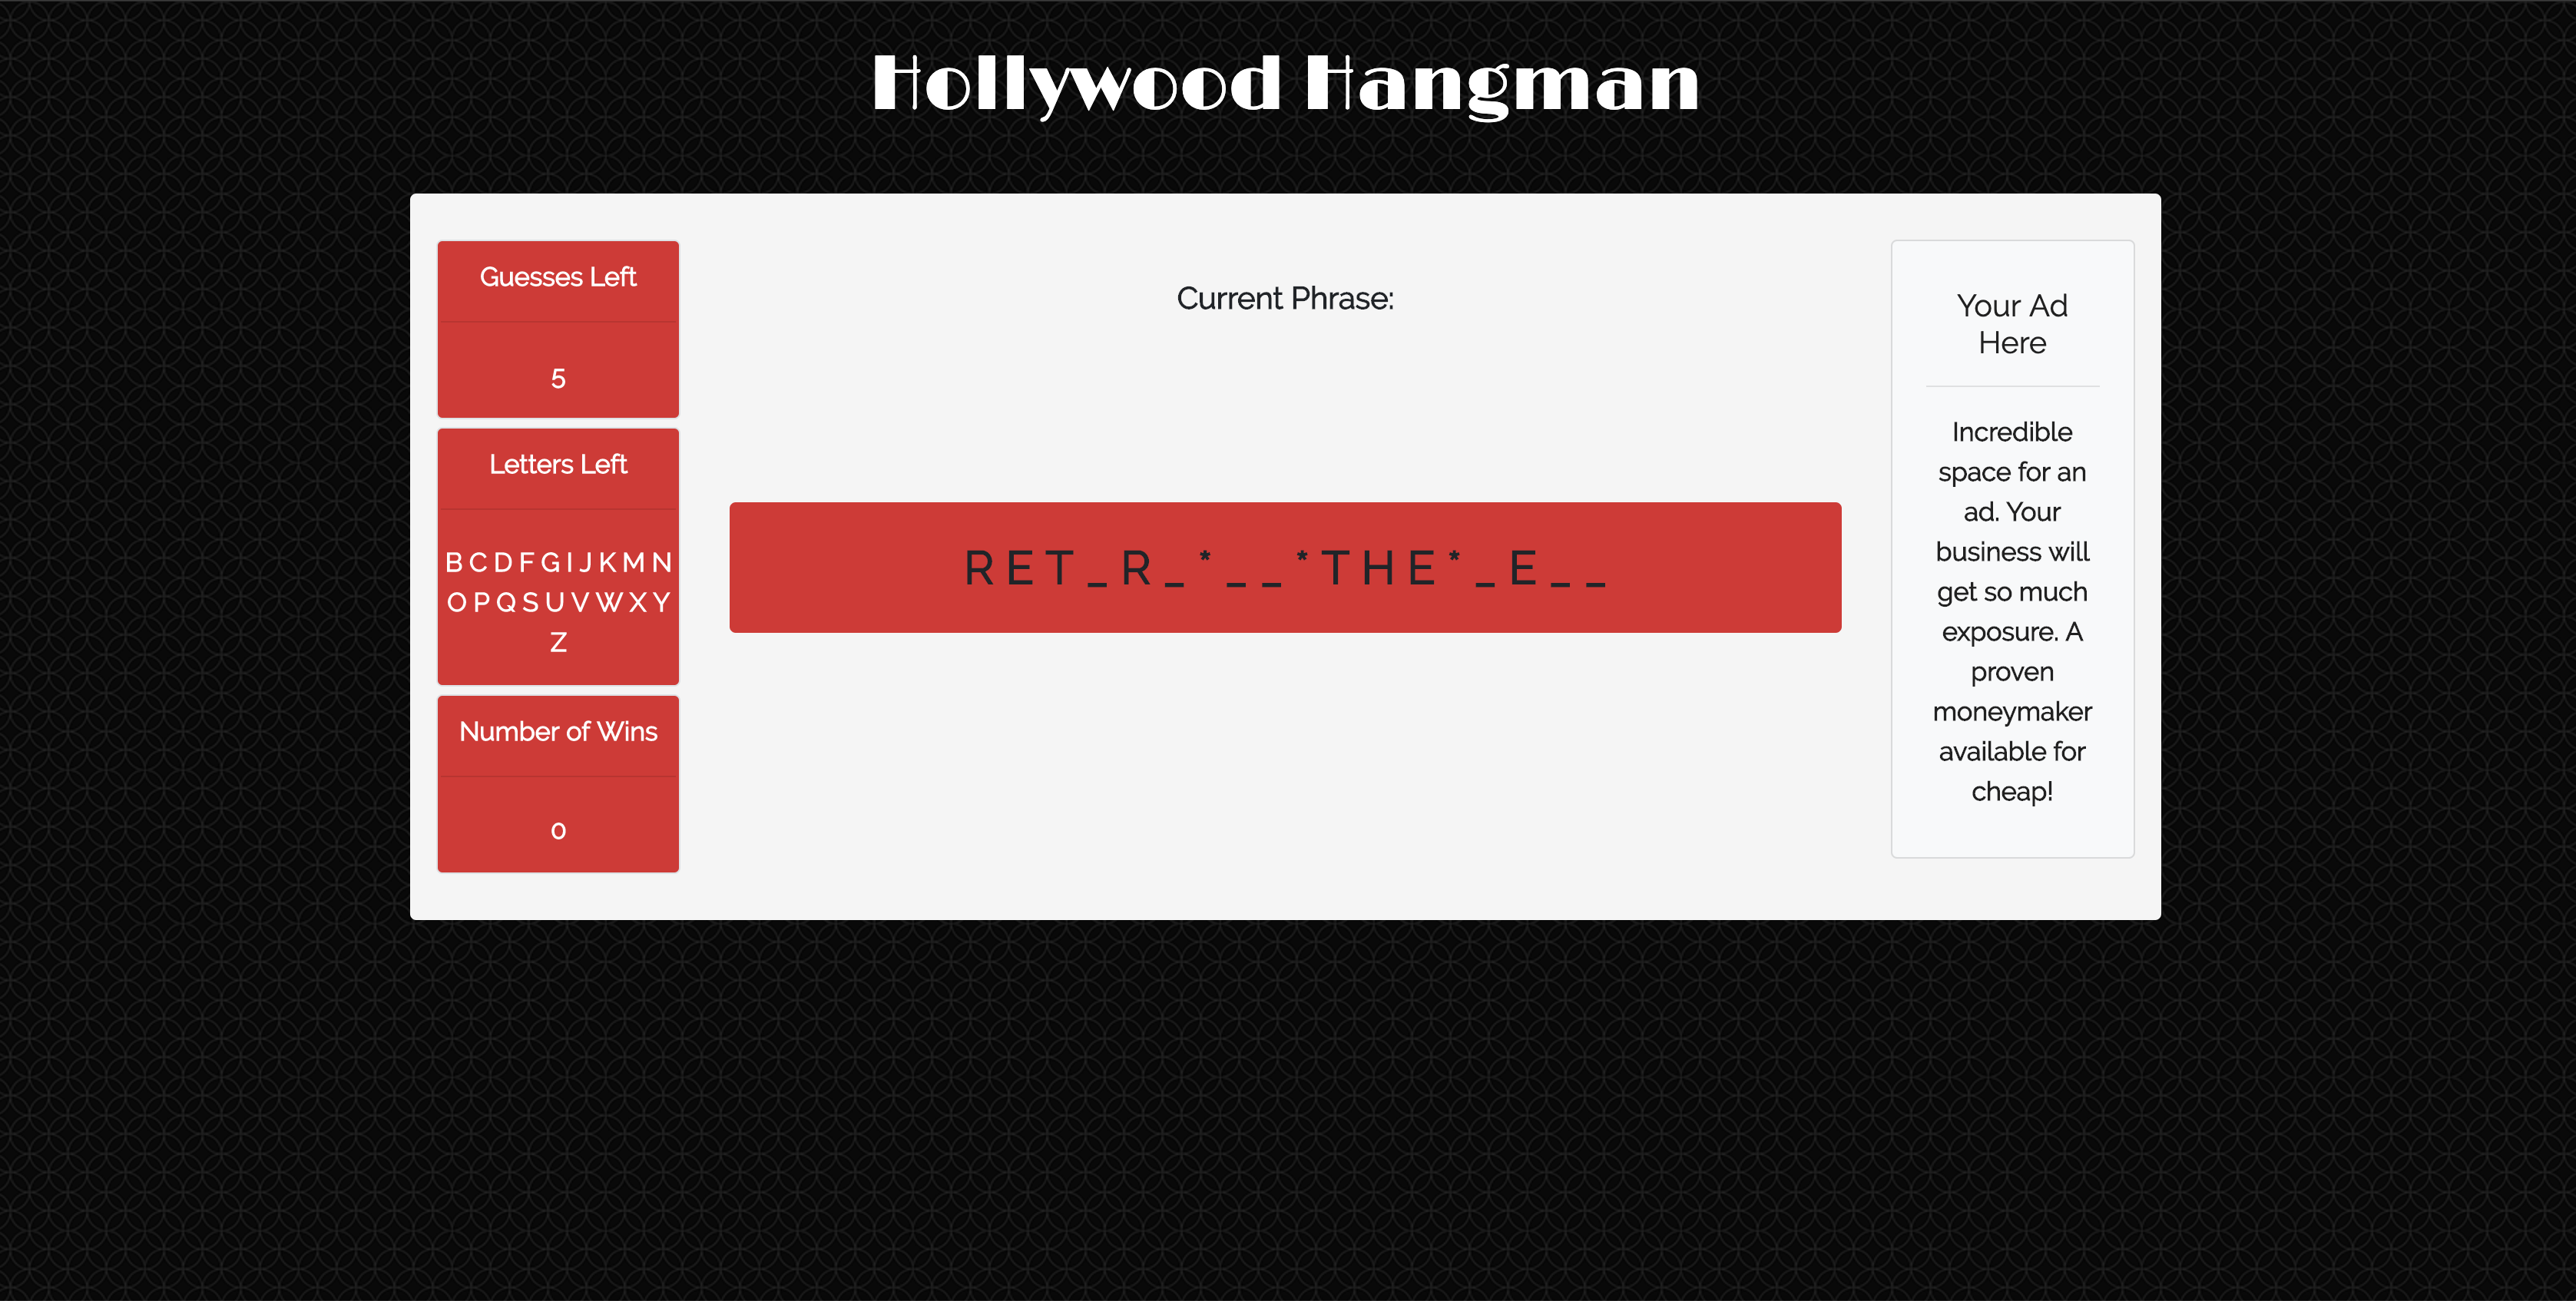 Hollywood Hangman
Guesses Left
5
Letters Left
B C D F G I J K M N
O P Q S U V W X Y
Z
Number of Wins
0
Current Phrase:
R E T _ R _ * _ _ * T H E * _ E _ _
Your Ad
Here
Incredible
space for an
ad. Your
business will
get so much
exposure. A
proven
moneymaker
available for
cheap!